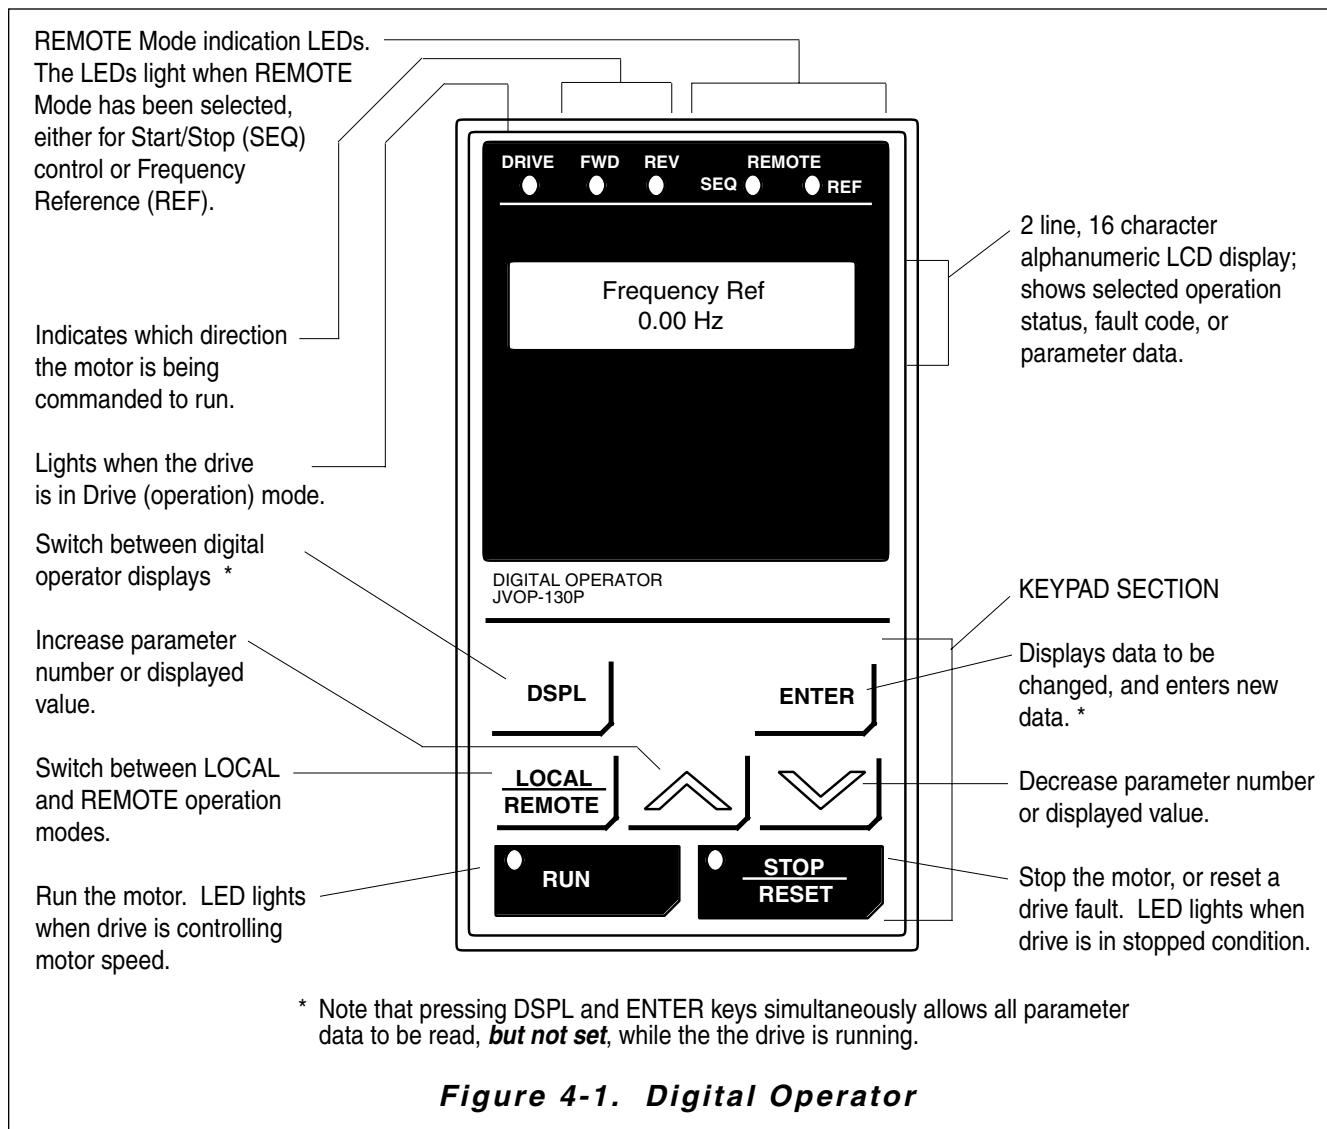 REMOTE Mode indication LEDs.
The LEDs light when REMOTE
Mode has been selected,
either for Start/Stop (SEQ)
control or Frequency
Reference (REF).
Indicates which direction
the motor is being
commanded to run.
Lights when the drive
is in Drive (operation) mode.
Switch between digital
operator displays *
Increase parameter
number or displayed
value.
Switch between LOCAL
and REMOTE operation
modes.
Run the motor. LED lights
when drive is controlling
motor speed.
DRIVE FWD REV REMOTE
SEQ REF
Frequency Ref
0.00 Hz
DIGITAL OPERATOR
JVOP-130P
DSPL ENTER
LOCAL
REMOTE
RUN
STOP
RESET
2 line, 16 character
alphanumeric LCD display;
shows selected operation
status, fault code, or
parameter data.
KEYPAD SECTION
Displays data to be
changed, and enters new
data. *
Decrease parameter number
or displayed value.
Stop the motor, or reset a
drive fault. LED lights when
drive is in stopped condition.
* Note that pressing DSPL and ENTER keys simultaneously allows all parameter
data to be read, but not set, while the the drive is running.
Figure 4-1. Digital Operator